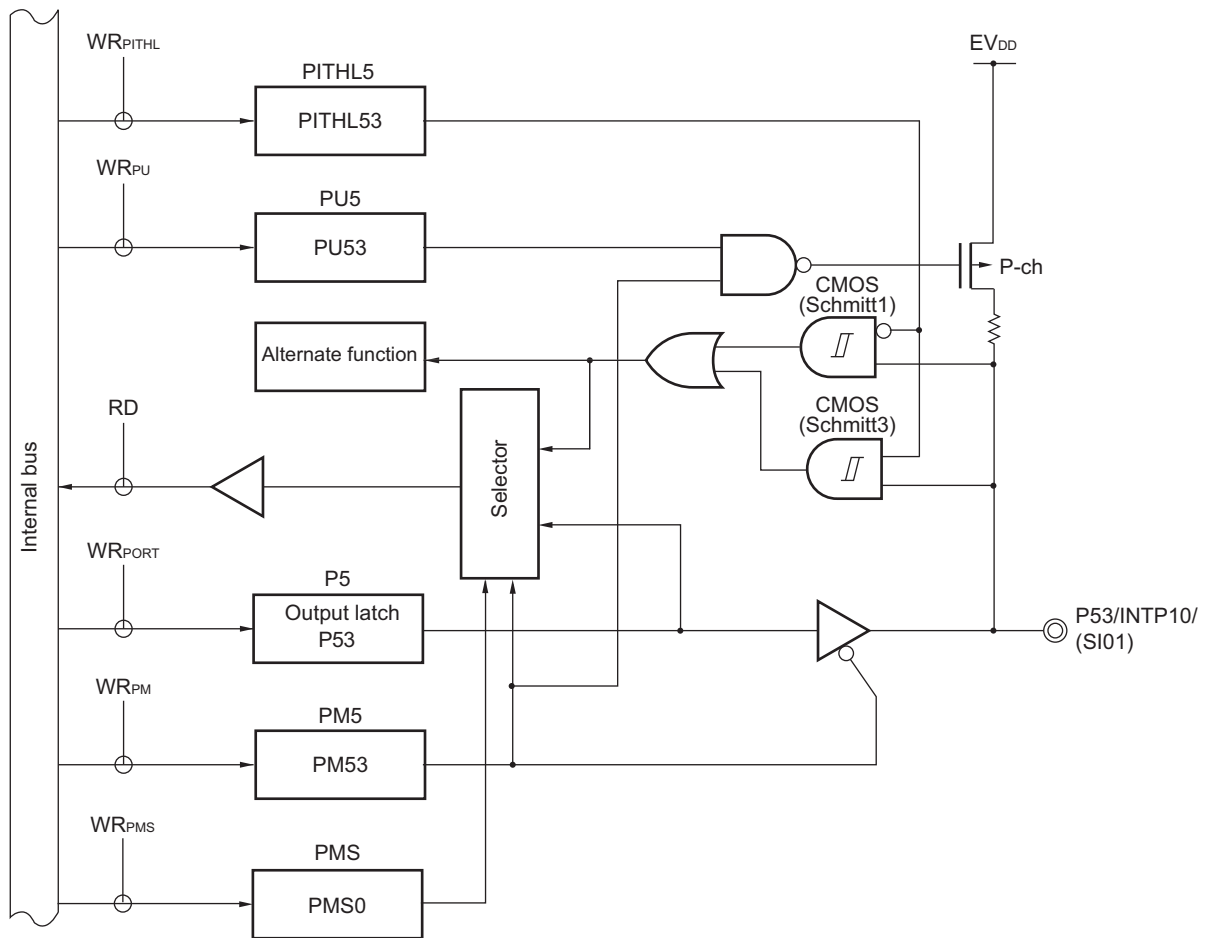 WRPITHL
EVDD
PITHL5
PITHL53
WRPU
PU5
PU53
P-ch
CMOS
(Schmitt1)
Alternate function
RD
CMOS
(Schmitt3)
Selector
Internal bus
WRPORT
P5
Output latch
P53
P53/INTP10/
(SI01)
WRPM
PM5
PM53
WRPMS
PMS
PMS0